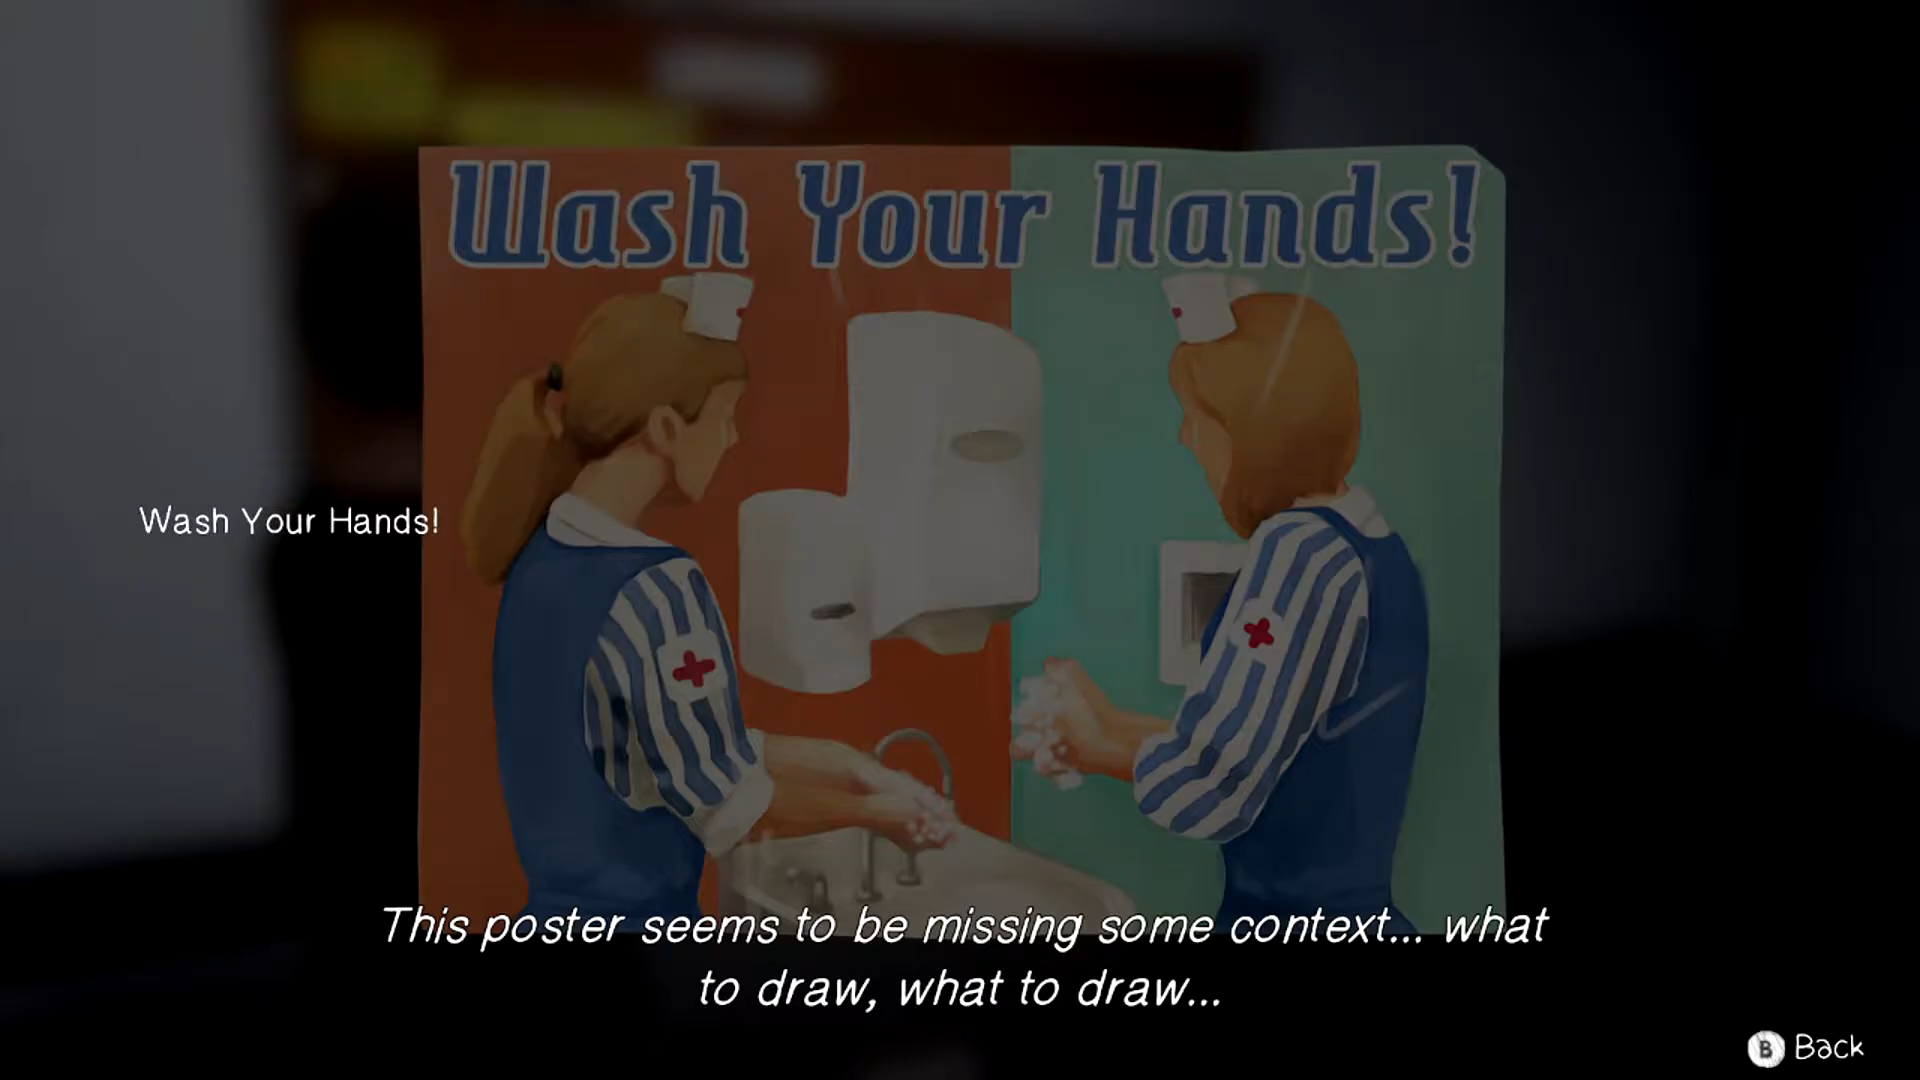 Wash Your Hands!
Wash Your Hands!
This poster seems to be missing some context... what
to draw, what to draw...
B Back